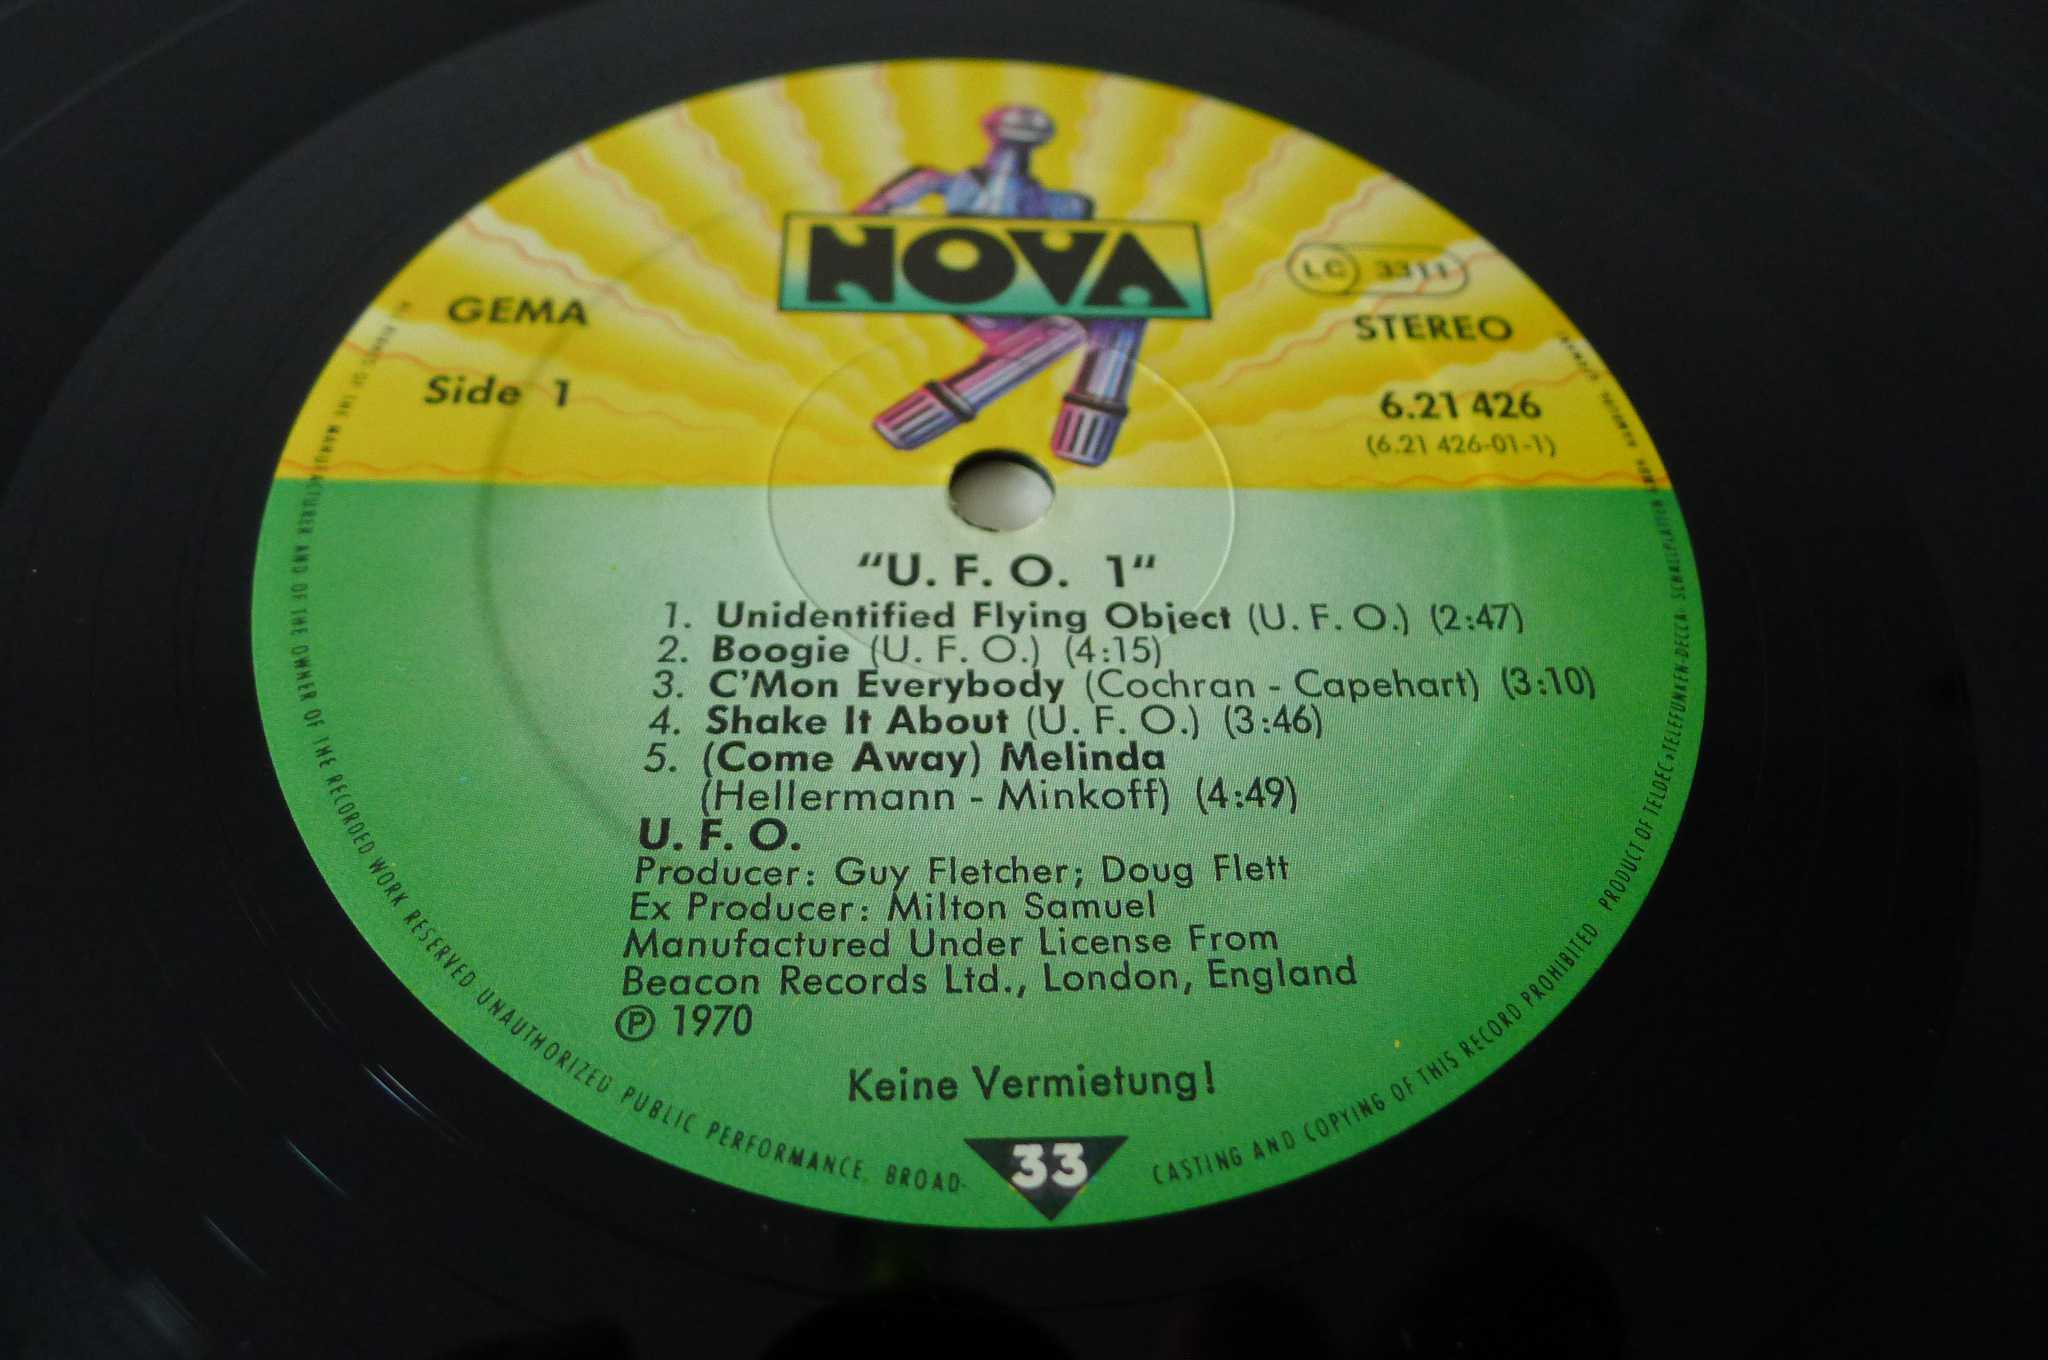 NOVA
LC 3311
GEMA
STEREO
Side 1
6.21 426
(6.21 426-01-1)
"U. F. O. 1"
1. Unidentified Flying Object (U. F. O.) (2:47)
2. Boogie (U. F. O.) (4:15)
3. C'Mon Everybody (Cochran - Capehart) (3:10)
4. Shake It About (U. F. O.) (3:46)
5. (Come Away) Melinda
(Hellermann - Minkoff) (4:49)
U. F. O.
Producer: Guy Fletcher; Doug Flett
Ex Producer: Milton Samuel
Manufactured Under License From
Beacon Records Ltd., London, England
Ⓟ 1970
Keine Vermietung!
33
OF THE MANUFACTURER AND OF THE OWNER OF THE RECORDED WORK RESERVED UNAUTHORIZED PUBLIC PERFORMANCE, BROAD-
CASTING AND COPYING OF THIS RECORD PROHIBITED PRODUCT OF TELDEC »TELEFUNKEN-DECCA« SCHALLPLATTEN